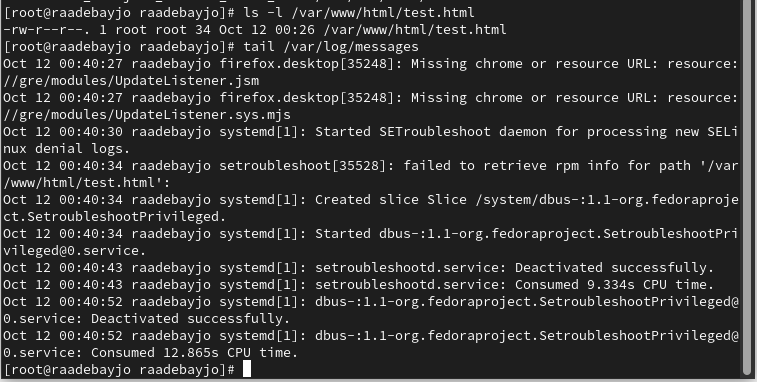 [root@raadebayjo raadebayjo]# ls -l /var/www/html/test.html
-rw-r--r--. 1 root root 34 Oct 12 00:26 /var/www/html/test.html
[root@raadebayjo raadebayjo]# tail /var/log/messages
Oct 12 00:40:27 raadebayjo firefox.desktop[35248]: Missing chrome or resource URL: resource:
//gre/modules/UpdateListener.jsm
Oct 12 00:40:27 raadebayjo firefox.desktop[35248]: Missing chrome or resource URL: resource:
//gre/modules/UpdateListener.sys.mjs
Oct 12 00:40:30 raadebayjo systemd[1]: Started SETroubleshoot daemon for processing new SELi
nux denial logs.
Oct 12 00:40:34 raadebayjo setroubleshoot[35528]: failed to retrieve rpm info for path '/var
/www/html/test.html':
Oct 12 00:40:34 raadebayjo systemd[1]: Created slice Slice /system/dbus-:1.1-org.fedoraproje
ct.SetroubleshootPrivileged.
Oct 12 00:40:34 raadebayjo systemd[1]: Started dbus-:1.1-org.fedoraproject.SetroubleshootPri
vileged@0.service.
Oct 12 00:40:43 raadebayjo systemd[1]: setroubleshootd.service: Deactivated successfully.
Oct 12 00:40:43 raadebayjo systemd[1]: setroubleshootd.service: Consumed 9.334s CPU time.
Oct 12 00:40:52 raadebayjo systemd[1]: dbus-:1.1-org.fedoraproject.SetroubleshootPrivileged@
0.service: Deactivated successfully.
Oct 12 00:40:52 raadebayjo systemd[1]: dbus-:1.1-org.fedoraproject.SetroubleshootPrivileged@
0.service: Consumed 12.865s CPU time.
[root@raadebayjo raadebayjo]#